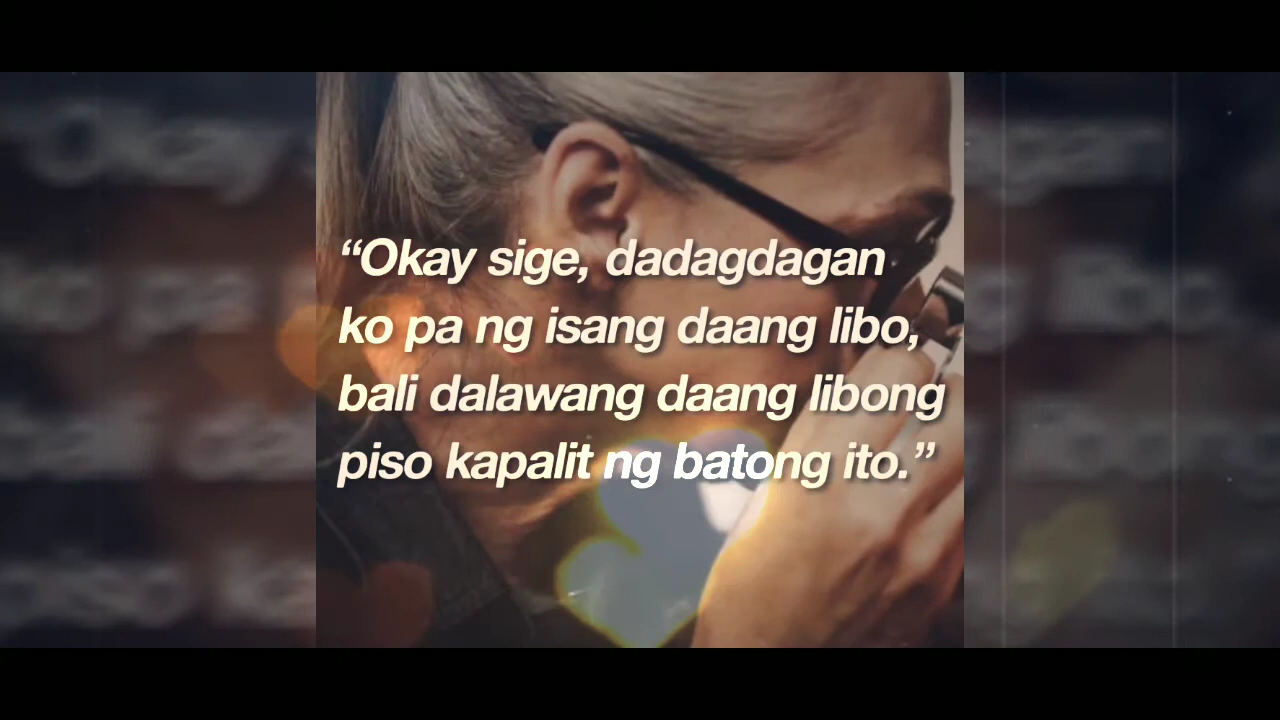 “Okay sige, dadagdagan
ko pa ng isang daang libo,
bali dalawang daang libong
piso kapalit ng batong ito.”